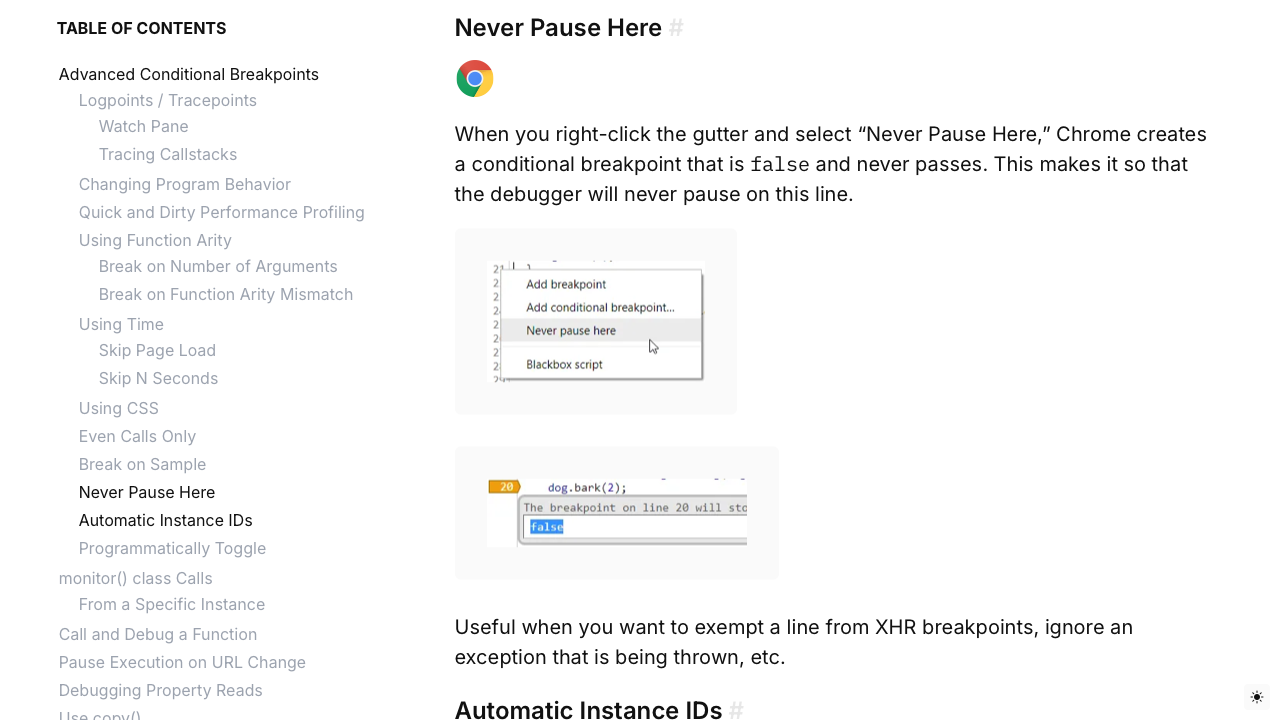 TABLE OF CONTENTS
Advanced Conditional Breakpoints
Logpoints / Tracepoints
Watch Pane
Tracing Callstacks
Changing Program Behavior
Quick and Dirty Performance Profiling
Using Function Arity
Break on Number of Arguments
Break on Function Arity Mismatch
Using Time
Skip Page Load
Skip N Seconds
Using CSS
Even Calls Only
Break on Sample
Never Pause Here
Automatic Instance IDs
Programmatically Toggle
monitor() class Calls
From a Specific Instance
Call and Debug a Function
Pause Execution on URL Change
Debugging Property Reads
Use copy()
Never Pause Here #
When you right-click the gutter and select “Never Pause Here,” Chrome creates
a conditional breakpoint that is false and never passes. This makes it so that
the debugger will never pause on this line.
Add breakpoint
Add conditional breakpoint...
Never pause here
Blackbox script
20 dog.bark(2);
The breakpoint on line 20 will sto
false
Useful when you want to exempt a line from XHR breakpoints, ignore an
exception that is being thrown, etc.
Automatic Instance IDs #